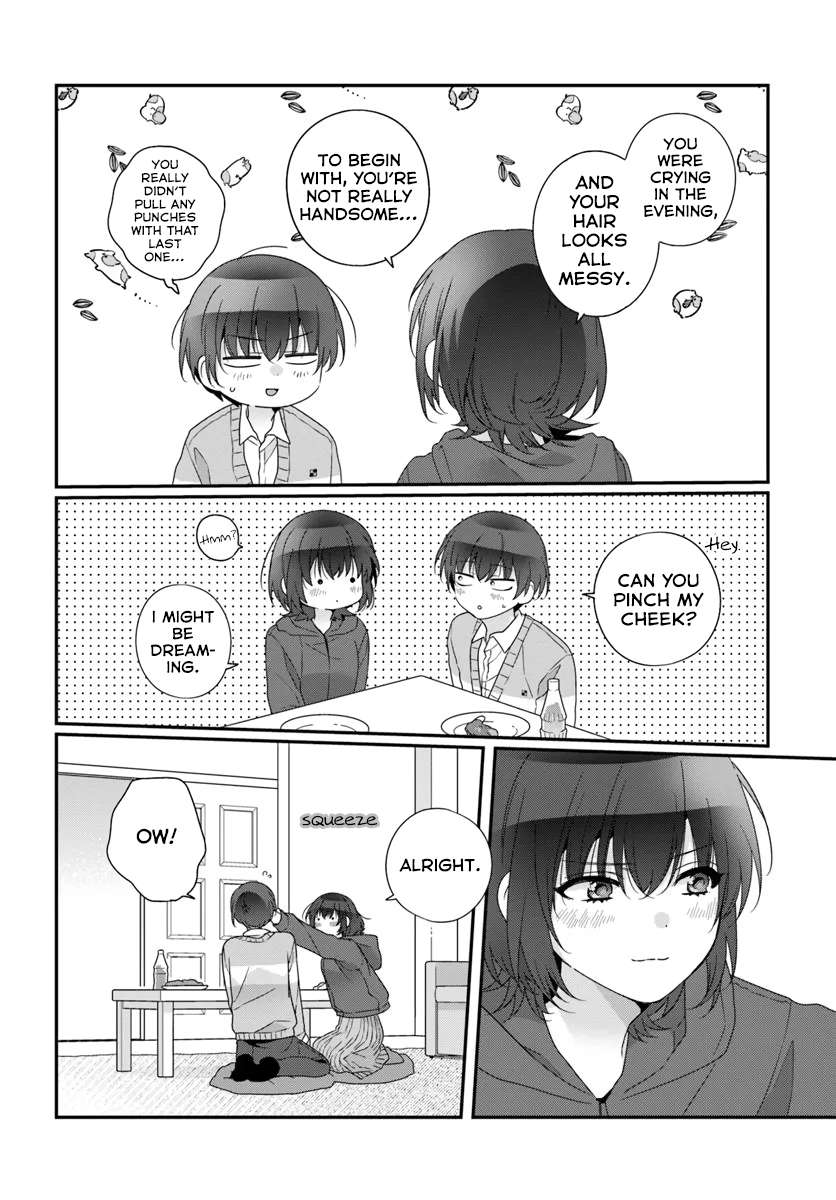 YOU
WERE
CRYING
IN THE
EVENING,
AND
YOUR
HAIR
LOOKS
ALL
MESSY.
TO BEGIN
WITH, YOU'RE
NOT REALLY
HANDSOME...
YOU
REALLY
DIDN'T
PULL ANY
PUNCHES
WITH THAT
LAST
ONE...
Hey.
CAN YOU
PINCH MY
CHEEK?
Hmm?
I MIGHT
BE
DREAM-
ING.
ALRIGHT.
squeeze
OW!